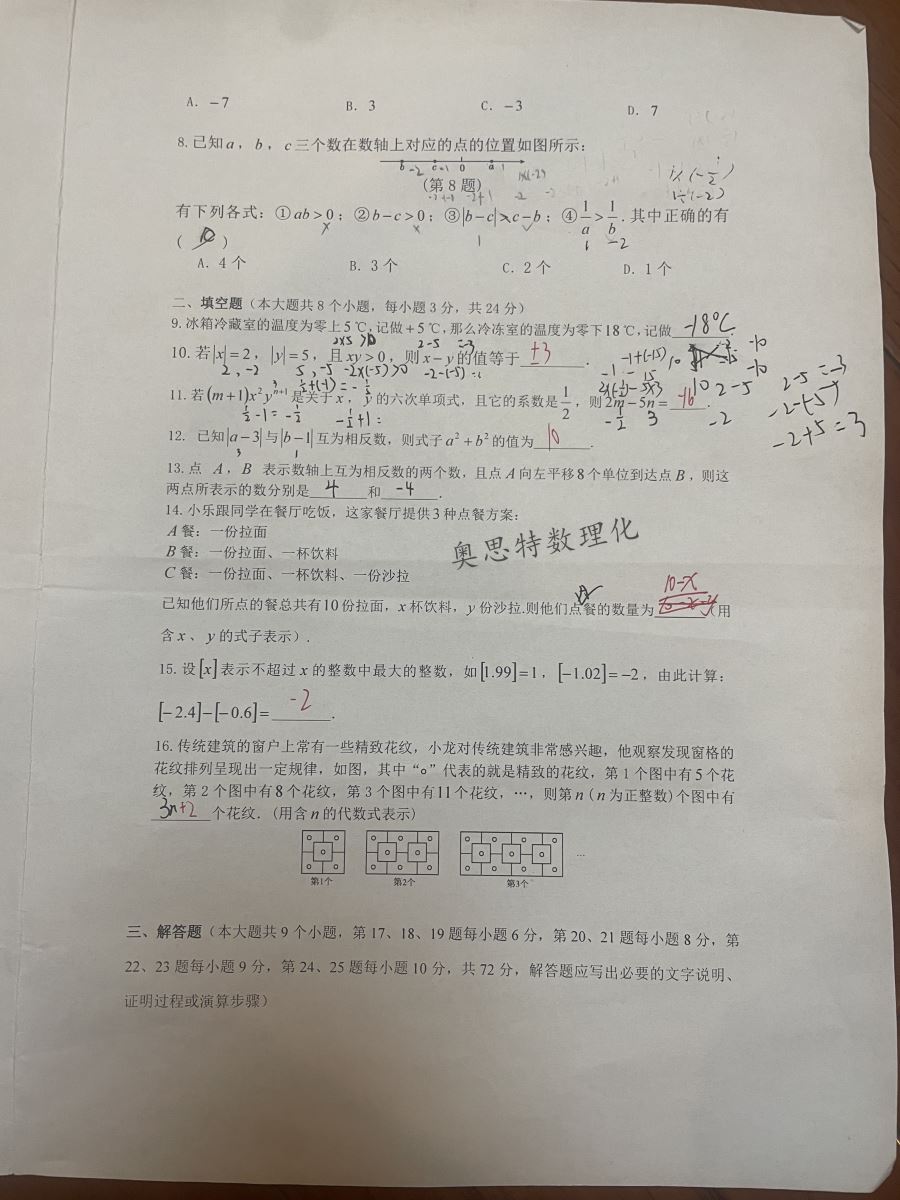 A. －7 B. 3 C. －3 D. 7
8.已知a，b，c三个数在数轴上对应的点的位置如图所示：
b -2 c -1 0 a 1
(第 8 题)
有下列各式：①ab＞0；②b－c＞0；③|b－c|＞c－b；④1/a＞1/b．其中正确的有
( D )
A. 4 个 B. 3 个 C. 2 个 D. 1 个
二、填空题（本大题共 8 个小题，每小题 3 分，共 24 分）
9.冰箱冷藏室的温度为零上5℃,记做＋5℃,那么冷冻室的温度为零下18℃,记做 -18℃.
2×5>0 2-5 =-3
10. 若|x|=2，|y|=5，且xy＞0，则x－y的值等于 ±3 ．
2,-2 5,-5 -2×(-5)>0 -2-(-5)
11. 若(m＋1)x²yⁿ⁺¹是关于x，y的六次单项式，且它的系数是1/2，则2m－5n= -16 .
12. 已知|a－3|与|b－1|互为相反数，则式子a²＋b²的值为 10 .
3 1
13.点 A，B 表示数轴上互为相反数的两个数，且点A向左平移8个单位到达点B，则这
两点所表示的数分别是 4 和 -4 .
14. 小乐跟同学在餐厅吃饭，这家餐厅提供3种点餐方案：
A餐：一份拉面
B餐：一份拉面、一杯饮料
C餐：一份拉面、一杯饮料、一份沙拉
奥思特数理化
已知他们所点的餐总共有10份拉面，x杯饮料，y份沙拉.则他们点A餐的数量为 10-x (用
含x、y的式子表示）.
15. 设[x]表示不超过x的整数中最大的整数，如[1.99]=1，[－1.02]=－2，由此计算：
[－2.4]－[－0.6]= -2 .
16. 传统建筑的窗户上常有一些精致花纹，小龙对传统建筑非常感兴趣，他观察发现窗格的
花纹排列呈现出一定规律，如图，其中“∘”代表的就是精致的花纹，第 1 个图中有5个花
纹，第 2 个图中有8个花纹，第 3 个图中有11个花纹，…，则第n (n为正整数)个图中有
3n+2 个花纹．(用含n的代数式表示)
第1个 第2个 第3个 …
三、解答题（本大题共 9 个小题，第 17、18、19 题每小题 6 分，第 20、21 题每小题 8 分，第
22、23 题每小题 9 分，第 24、25 题每小题 10 分，共 72 分，解答题应写出必要的文字说明、
证明过程或演算步骤）